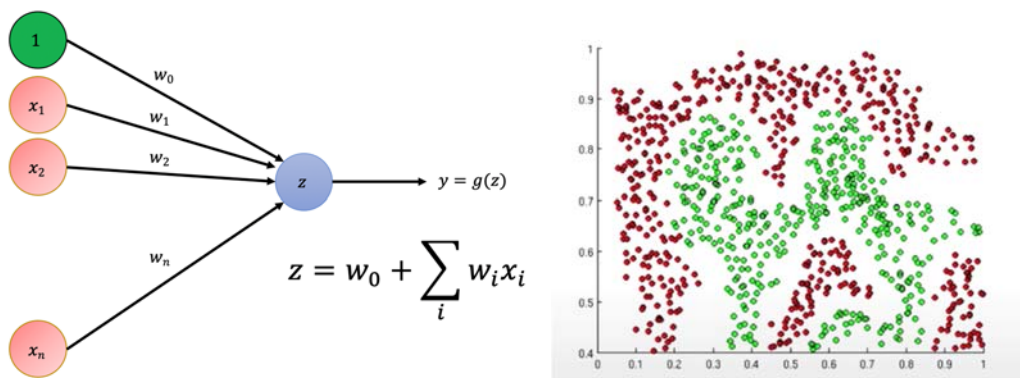 1
w₀
x₁
w₁
x₂
w₂
z
y = g(z)
wₙ
z = w₀ + ∑ᵢ wᵢxᵢ
xₙ
1
0.9
0.8
0.7
0.6
0.5
0.4
0 0.1 0.2 0.3 0.4 0.5 0.6 0.7 0.8 0.9 1